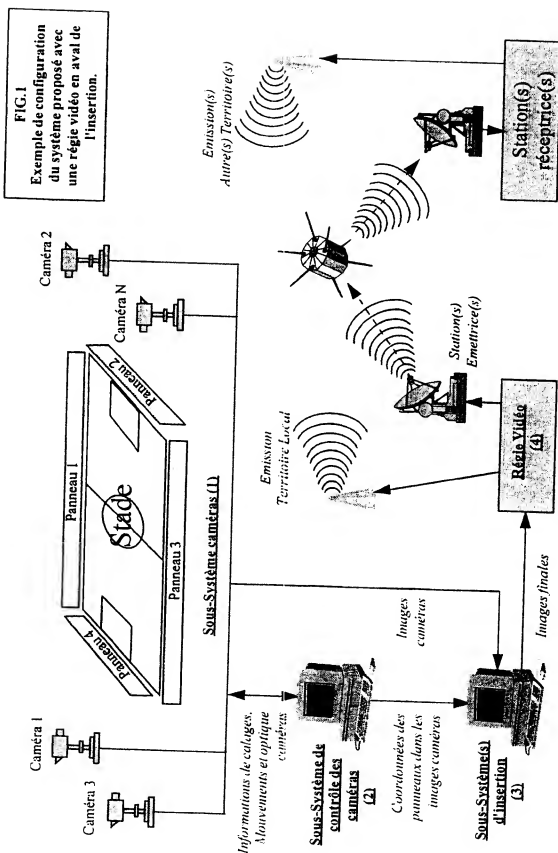 FIG.1
Exemple de configuration
du système proposé avec
une régie vidéo en aval de
l'insertion.
Caméra 1
Caméra 3
Caméra 2
Caméra N
Panneau 1
Panneau 2
Panneau 3
Panneau 4
Stade
Sous-Système caméras (1)
Informations de calages,
Mouvements et optique
caméras
Sous-Système de
contrôle des
caméras
(2)
Images
caméras
Coordonnées des
panneaux dans les
images caméras
Sous-Système(s)
d'insertion
(3)
Images finales
Régie Vidéo
(4)
Emission
Territoire Local
Station(s)
Emettrice(s)
Emission(s)
Autre(s) Territoire(s)
Station(s)
réceptrice(s)